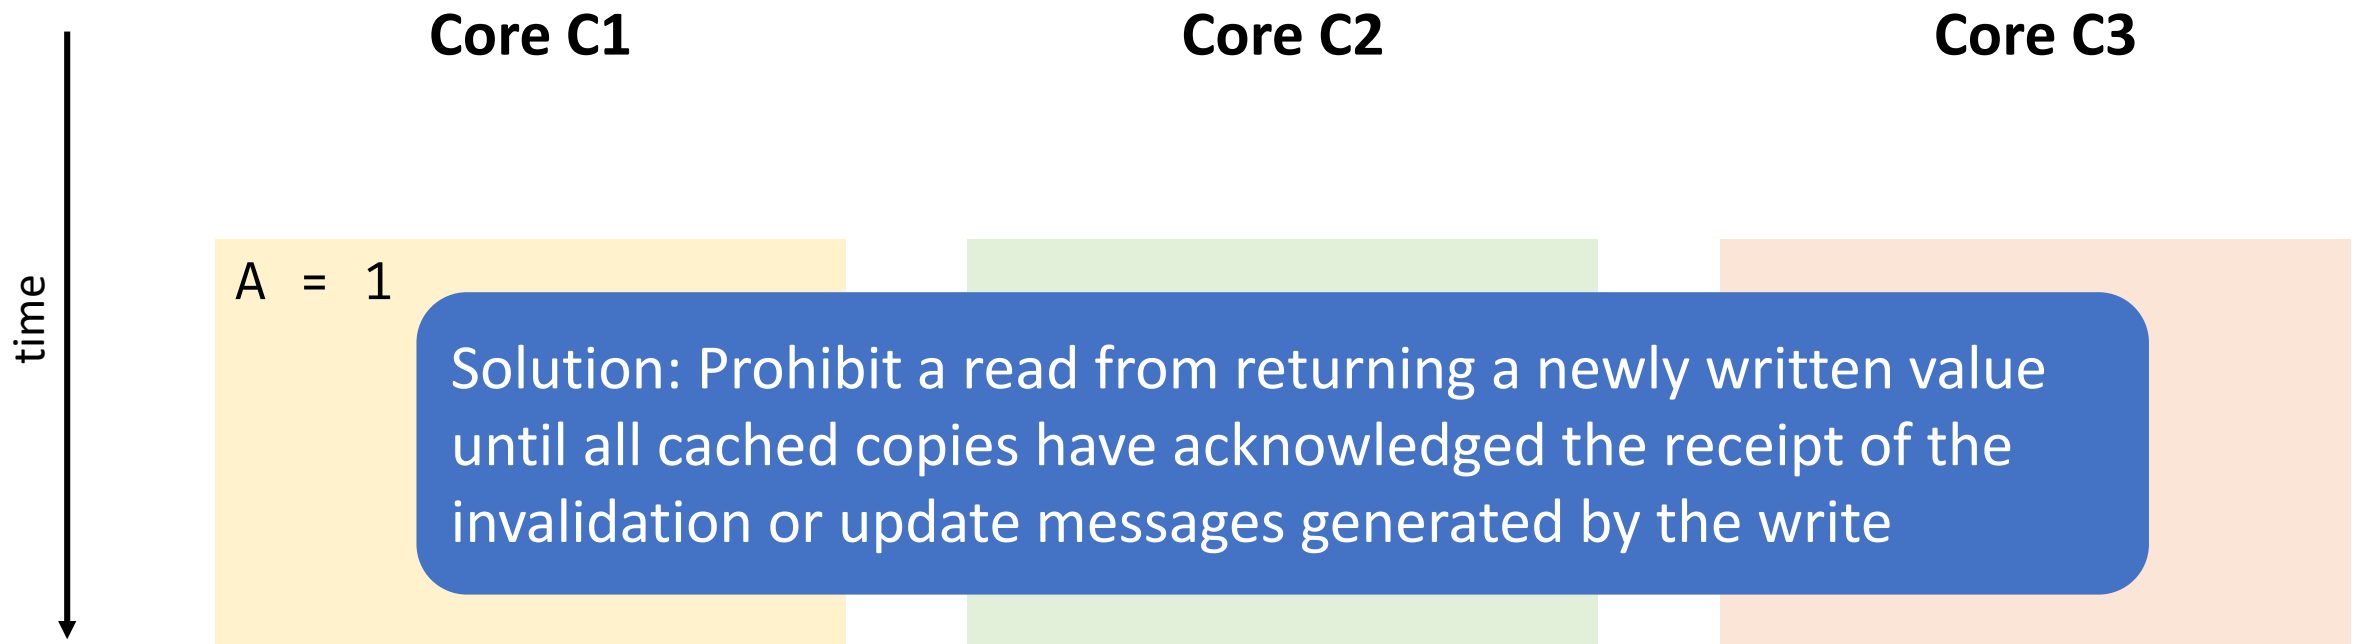 Core C1
Core C2
Core C3
time
A = 1
Solution: Prohibit a read from returning a newly written value
until all cached copies have acknowledged the receipt of the
invalidation or update messages generated by the write